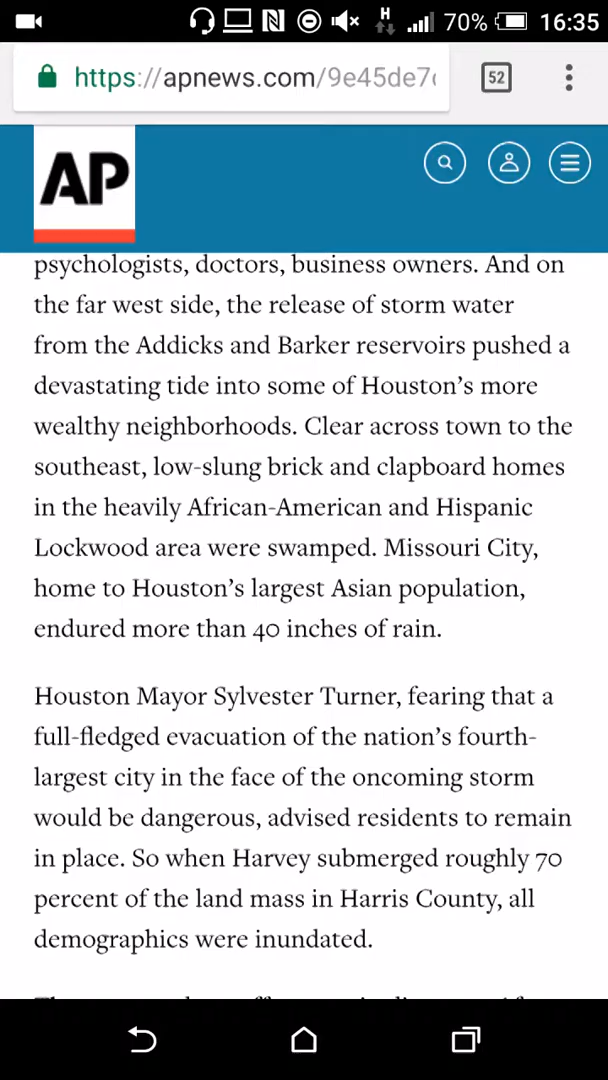 H
70%
16:35
https://apnews.com/9e45de7
52
AP
psychologists, doctors, business owners. And on
the far west side, the release of storm water
from the Addicks and Barker reservoirs pushed a
devastating tide into some of Houston’s more
wealthy neighborhoods. Clear across town to the
southeast, low-slung brick and clapboard homes
in the heavily African-American and Hispanic
Lockwood area were swamped. Missouri City,
home to Houston’s largest Asian population,
endured more than 40 inches of rain.
Houston Mayor Sylvester Turner, fearing that a
full-fledged evacuation of the nation’s fourth-
largest city in the face of the oncoming storm
would be dangerous, advised residents to remain
in place. So when Harvey submerged roughly 70
percent of the land mass in Harris County, all
demographics were inundated.